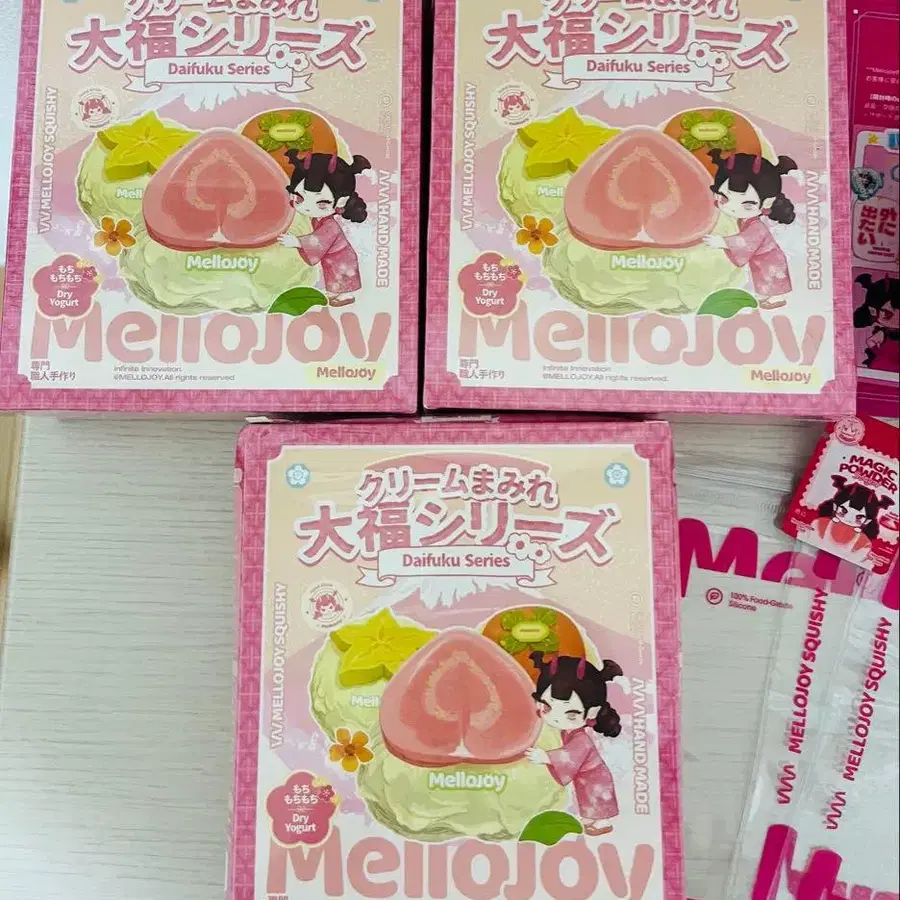 クリームまみれ
大福シリーズ
Daifuku Series
MELLOJOY SQUISHY
HAND MADE
MelloJoy
もち
もちもち
Dry
Yogurt
MelloJoy
専門
職人手作り
Infinite Innovation.
@MELLOJOY.All rights reserved.
MelloJoy
クリームまみれ
大福シリーズ
Daifuku Series
MELLOJOY SQUISHY
HAND MADE
MelloJoy
もち
もちもち
Dry
Yogurt
MelloJoy
専門
職人手作り
Infinite Innovation.
@MELLOJOY.All rights reserved.
MelloJoy
外に
出たい
クリームまみれ
大福シリーズ
Daifuku Series
MELLOJOY SQUISHY
HAND MADE
MelloJoy
もち
もちもち
Dry
Yogurt
MelloJoy
MAGIC
POWDER
100% Food-Grade
Silicone
MELLOJOY SQUISHY
MELLOJOY SQUISHY